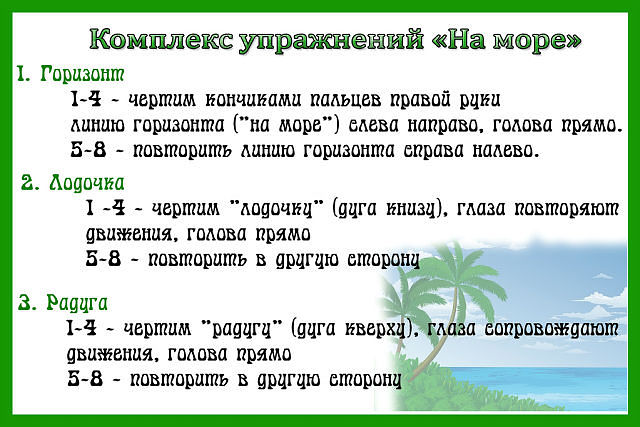 Комплекс упражнений «На море»
1. Горизонт
1-4 - чертим кончиками пальцев правой руки
линию горизонта ("на море") слева направо, голова прямо.
5-8 - повторить линию горизонта справа налево.
2. Лодочка
1 -4 - чертим "лодочку" (дуга книзу), глаза повторяют
движения, голова прямо
5-8 - повторить в другую сторону
3. Радуга
1-4 - чертим "радугу" (дуга кверху), глаза сопровождают
движения, голова прямо
5-8 - повторить в другую сторону